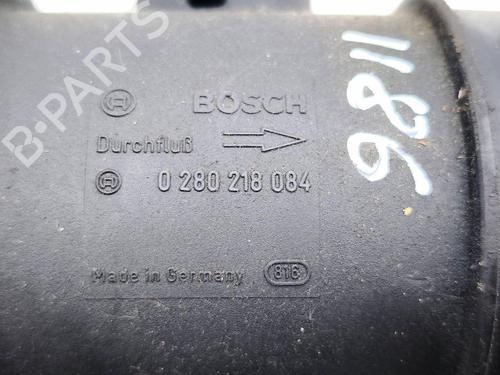 B-PARTS
BOSCH
Durchfluß
0 280 218 084
Made in Germany 816
9811